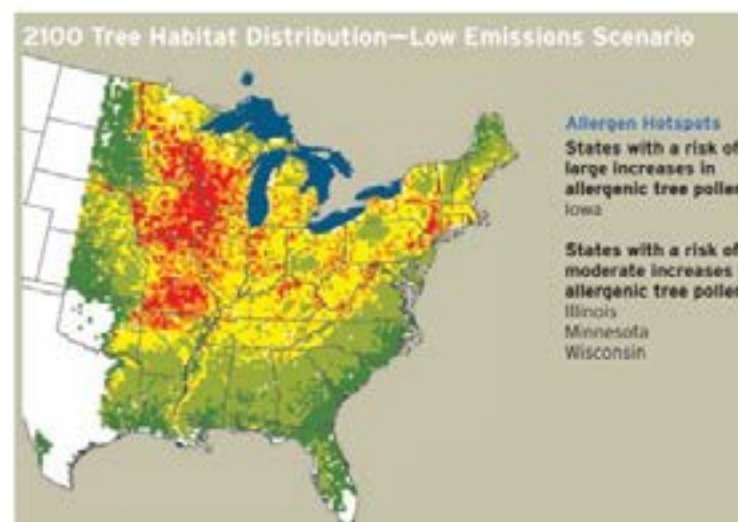 2100 Tree Habitat Distribution—Low Emissions Scenario
Allergen Hotspots
States with a risk of
large increases in
allergenic tree pollen
Iowa
States with a risk of
moderate increases
allergenic tree pollen
Illinois
Minnesota
Wisconsin